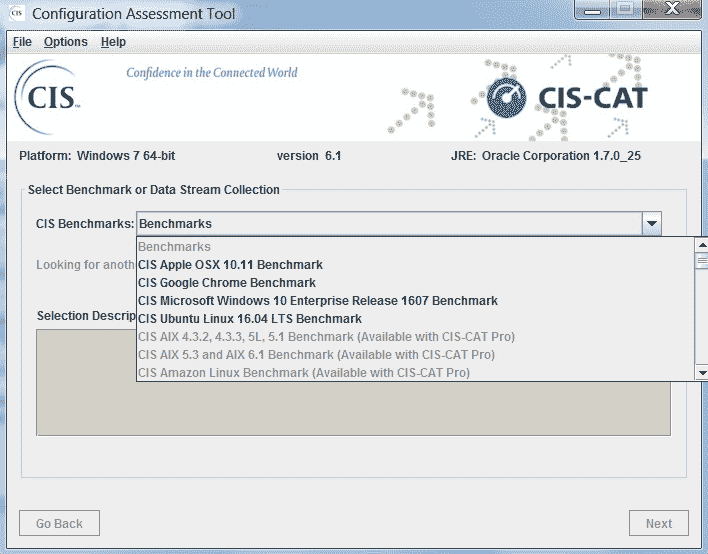 CIS Configuration Assessment Tool
File Options Help
CIS Confidence in the Connected World CIS-CAT
Platform: Windows 7 64-bit version 6.1 JRE: Oracle Corporation 1.7.0_25
Select Benchmark or Data Stream Collection
CIS Benchmarks: Benchmarks
Benchmarks
CIS Apple OSX 10.11 Benchmark
Looking for anoth
CIS Google Chrome Benchmark
CIS Microsoft Windows 10 Enterprise Release 1607 Benchmark
Selection Descrip
CIS Ubuntu Linux 16.04 LTS Benchmark
CIS AIX 4.3.2, 4.3.3, 5L, 5.1 Benchmark (Available with CIS-CAT Pro)
CIS AIX 5.3 and AIX 6.1 Benchmark (Available with CIS-CAT Pro)
CIS Amazon Linux Benchmark (Available with CIS-CAT Pro)
Go Back Next